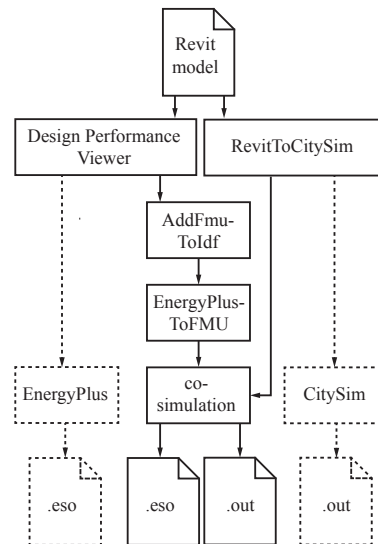 Revit
model
Design Performance
Viewer
RevitToCitySim
AddFmu-
ToIdf
EnergyPlus-
ToFMU
EnergyPlus
co-
simulation
CitySim
.eso
.eso
.out
.out